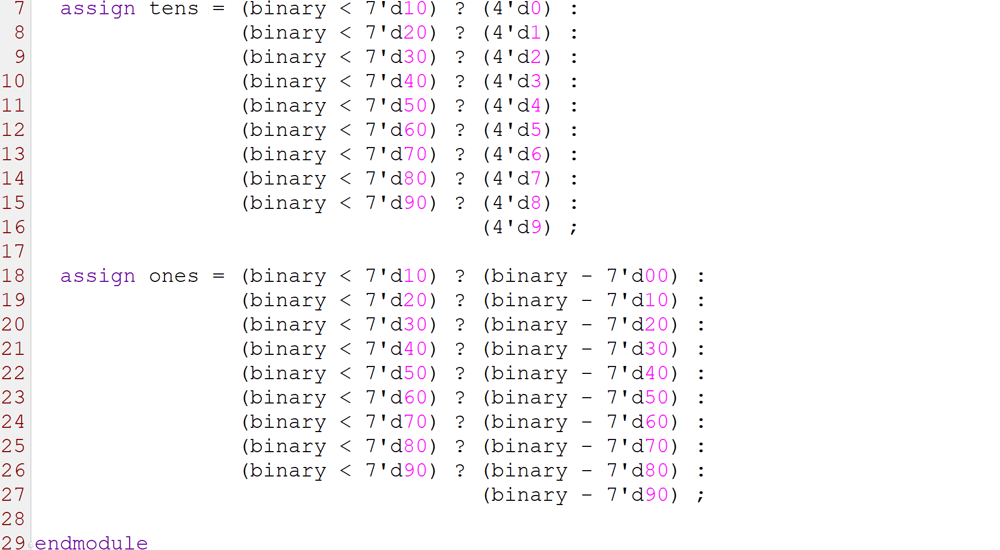 7 assign tens = (binary < 7'd10) ? (4'd0) :
8 (binary < 7'd20) ? (4'd1) :
9 (binary < 7'd30) ? (4'd2) :
10 (binary < 7'd40) ? (4'd3) :
11 (binary < 7'd50) ? (4'd4) :
12 (binary < 7'd60) ? (4'd5) :
13 (binary < 7'd70) ? (4'd6) :
14 (binary < 7'd80) ? (4'd7) :
15 (binary < 7'd90) ? (4'd8) :
16 (4'd9) ;
17
18 assign ones = (binary < 7'd10) ? (binary - 7'd00) :
19 (binary < 7'd20) ? (binary - 7'd10) :
20 (binary < 7'd30) ? (binary - 7'd20) :
21 (binary < 7'd40) ? (binary - 7'd30) :
22 (binary < 7'd50) ? (binary - 7'd40) :
23 (binary < 7'd60) ? (binary - 7'd50) :
24 (binary < 7'd70) ? (binary - 7'd60) :
25 (binary < 7'd80) ? (binary - 7'd70) :
26 (binary < 7'd90) ? (binary - 7'd80) :
27 (binary - 7'd90) ;
28
29 endmodule